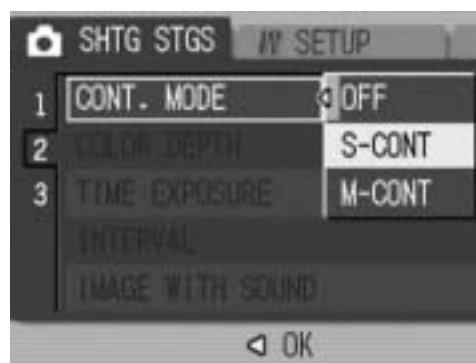 SHTG STGS SETUP
1 CONT. MODE OFF
2 COLOR DEPTH S-CONT
3 TIME EXPOSURE M-CONT
INTERVAL
IMAGE WITH SOUND
OK